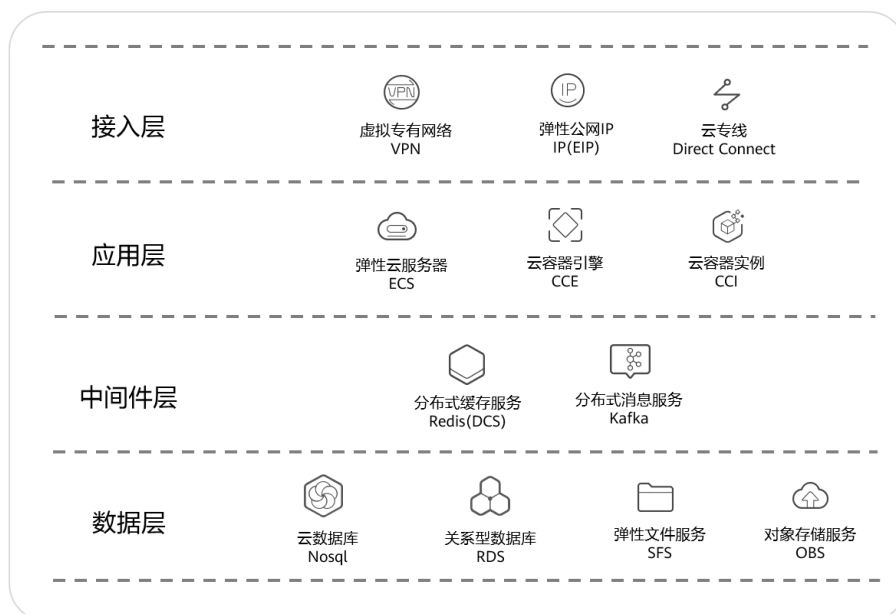 接入层
VPN
虚拟专有网络
VPN
IP
弹性公网IP
IP(EIP)
云专线
Direct Connect
应用层
弹性云服务器
ECS
云容器引擎
CCE
云容器实例
CCI
中间件层
分布式缓存服务
Redis(DCS)
分布式消息服务
Kafka
数据层
云数据库
Nosql
关系型数据库
RDS
弹性文件服务
SFS
对象存储服务
OBS